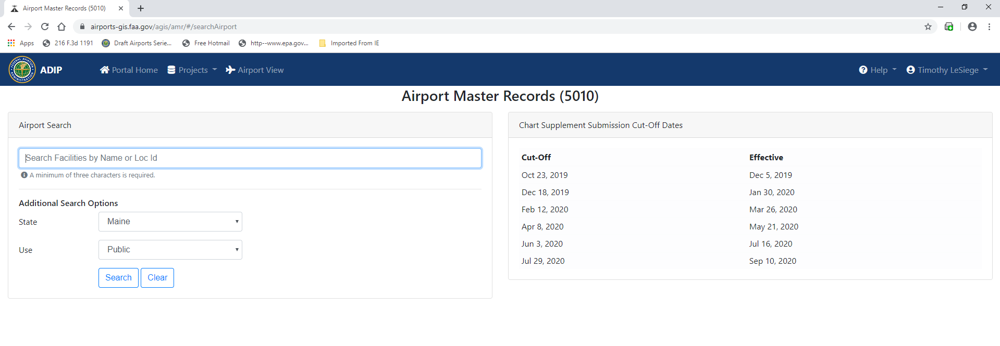 Airport Master Records (5010)
airports-gis.faa.gov/agis/amr/#/searchAirport
Apps 216 F.3d 1191 Draft Airports Serie... Free Hotmail http--www.epa.gov... Imported From IE
ADIP Portal Home Projects Airport View Help Timothy LeSiege
Airport Master Records (5010)
Airport Search
Search Facilities by Name or Loc Id
A minimum of three characters is required.
Additional Search Options
State Maine
Use Public
Search Clear
Chart Supplement Submission Cut-Off Dates
Cut-Off Effective
Oct 23, 2019 Dec 5, 2019
Dec 18, 2019 Jan 30, 2020
Feb 12, 2020 Mar 26, 2020
Apr 8, 2020 May 21, 2020
Jun 3, 2020 Jul 16, 2020
Jul 29, 2020 Sep 10, 2020